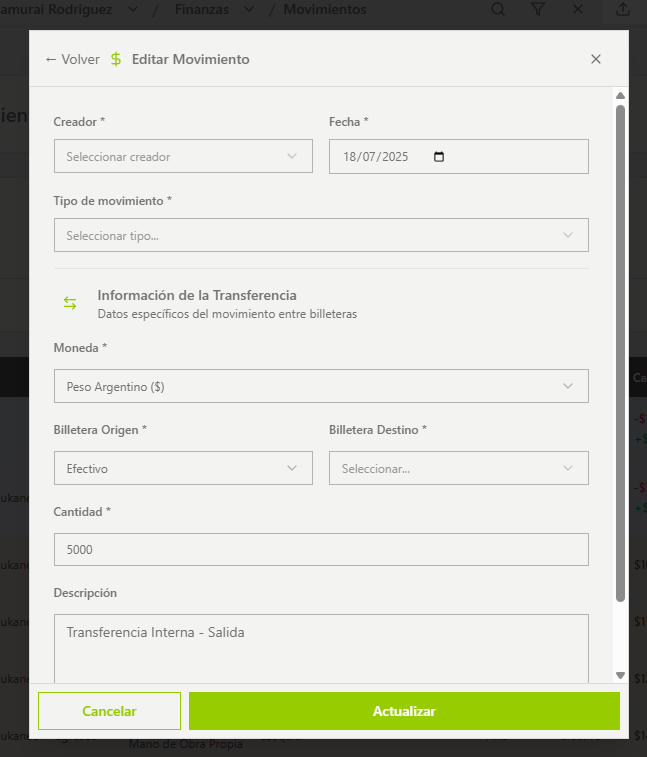 amurai Rodriguez / Finanzas / Movimientos
← Volver $ Editar Movimiento
Creador *
Fecha *
Seleccionar creador
18/07/2025
Tipo de movimiento *
Seleccionar tipo...
Información de la Transferencia
Datos específicos del movimiento entre billeteras
Moneda *
Peso Argentino ($)
Billetera Origen *
Billetera Destino *
Efectivo
Seleccionar...
Cantidad *
5000
Descripción
Transferencia Interna - Salida
Cancelar
Actualizar
Mano de Obra Propia